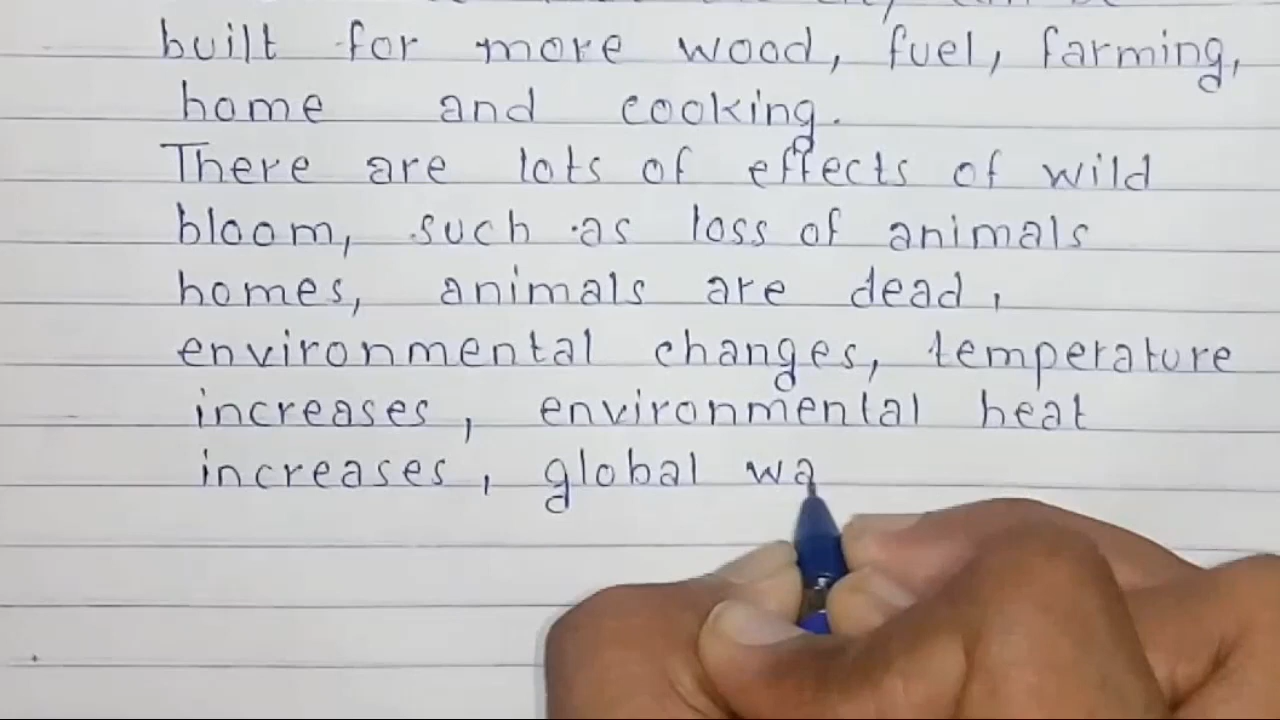 built for more wood, fuel, farming,
home and cooking.
There are lots of effects of wild
bloom, such as loss of animals
homes, animals are dead,
environmental changes, temperature
increases, environmental heat
increases, global wa